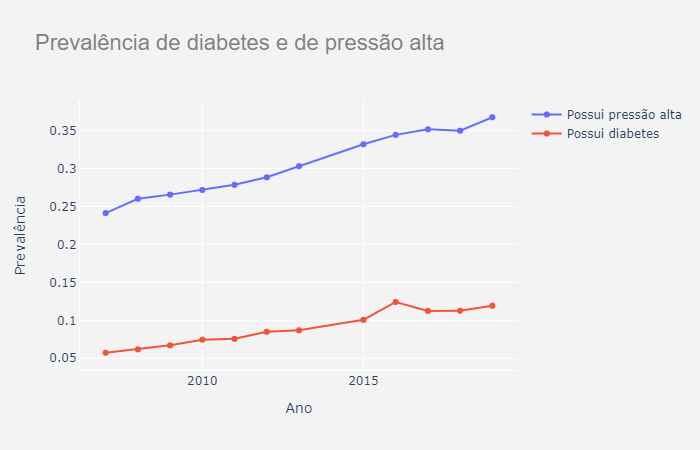 Prevalência de diabetes e de pressão alta
Possui pressão alta
Possui diabetes
0.35
0.3
0.25
0.2
0.15
0.1
0.05
Prevalência
2010
2015
Ano